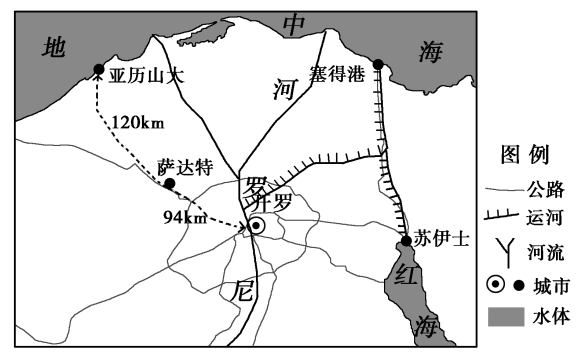 地 中 海
亚历山大
塞得港
河
120km
萨达特
罗
开罗
94km
尼
苏伊士
红
海
图例
公路
运河
河流
城市
水体